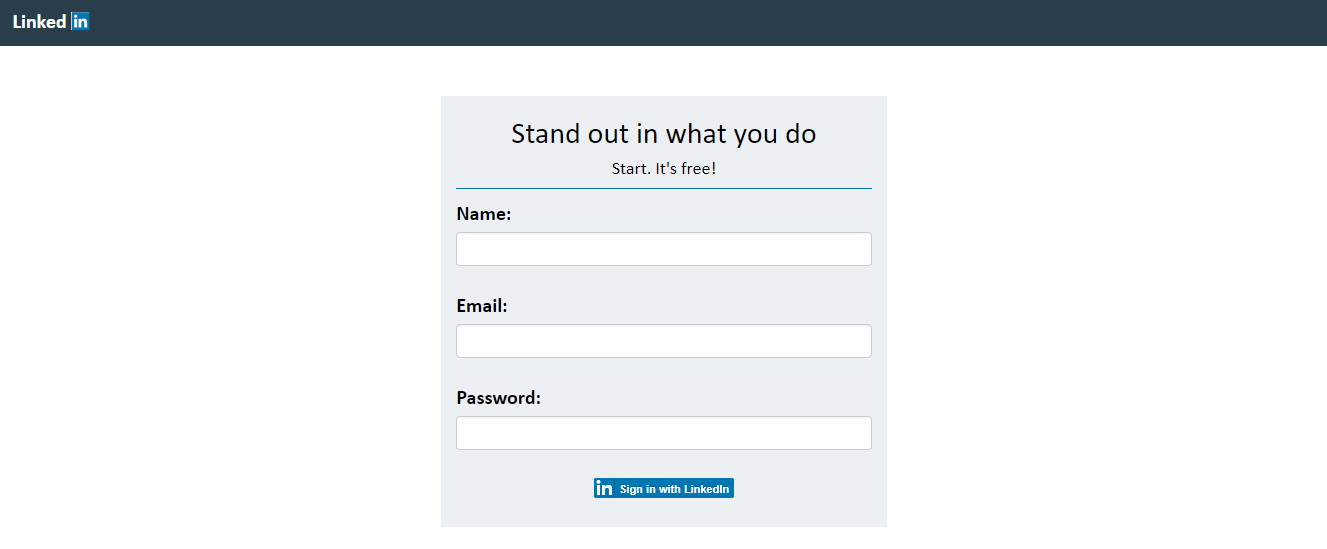 Linked in
Stand out in what you do
Start. It's free!
Name:
Email:
Password:
in Sign in with LinkedIn